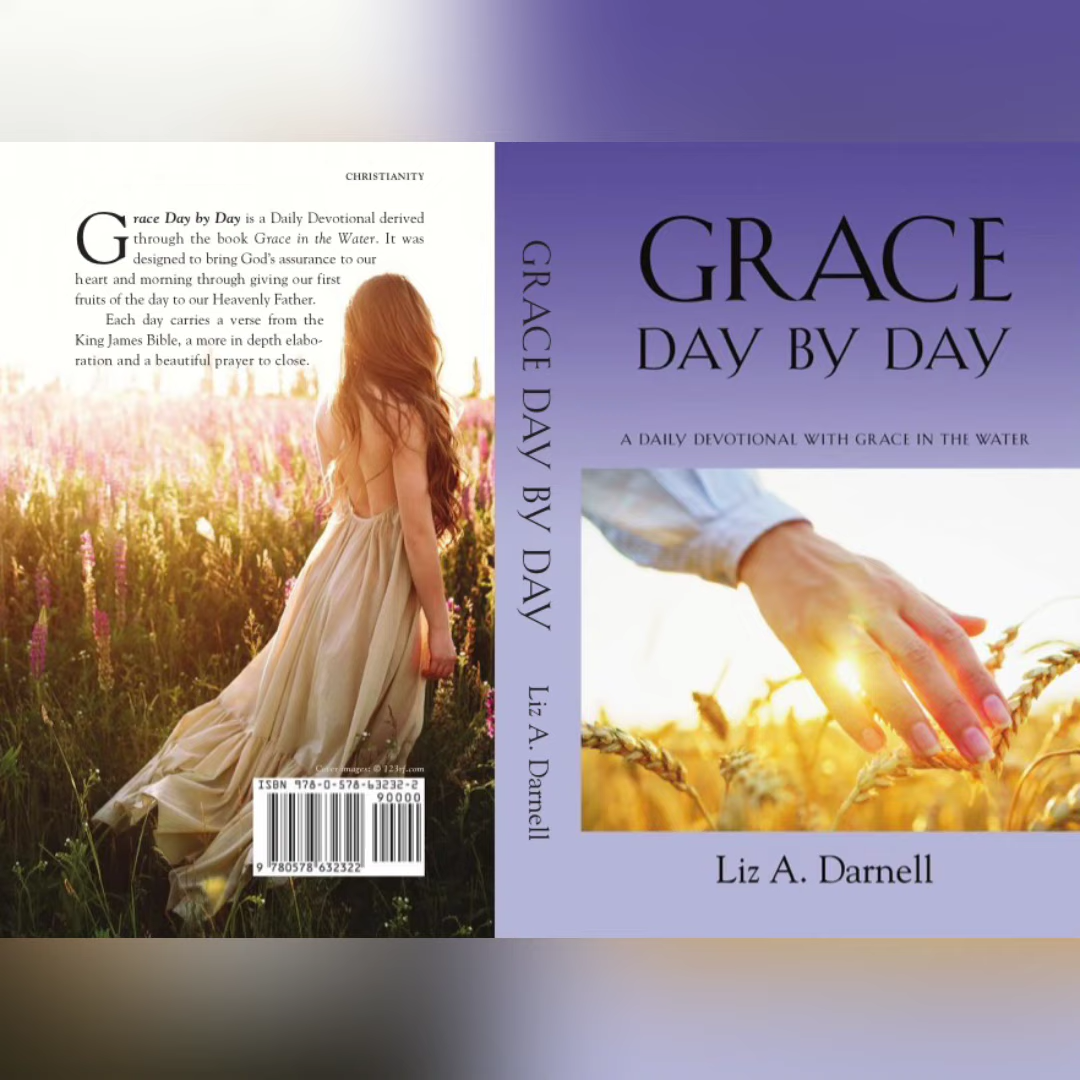 CHRISTIANITY
Grace Day by Day is a Daily Devotional derived
through the book Grace in the Water. It was
designed to bring God's assurance to our
heart and morning through giving our first
fruits of the day to our Heavenly Father.
Each day carries a verse from the
King James Bible, a more in depth elabo-
ration and a beautiful prayer to close.
Cover images: © 123rf.com
ISBN 978-0-578-63232-2
90000
9 780578 632322
GRACE DAY BY DAY Liz A. Darnell
GRACE
DAY BY DAY
A DAILY DEVOTIONAL WITH GRACE IN THE WATER
Liz A. Darnell